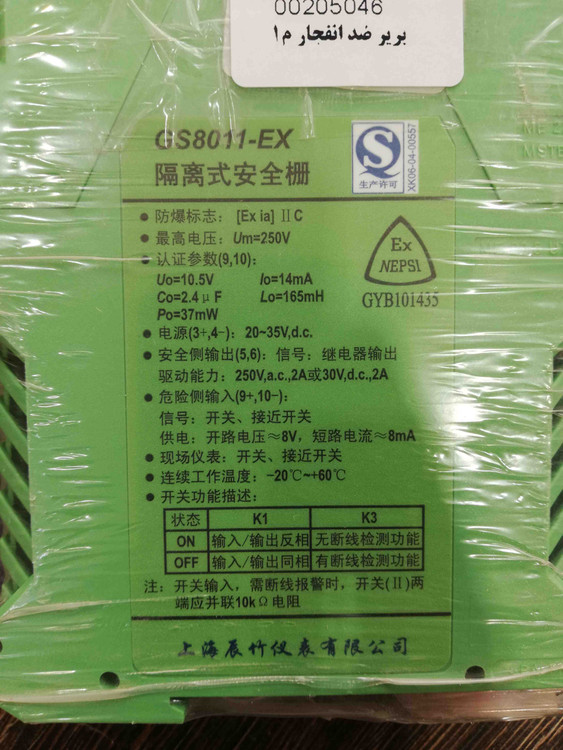 00205046
بریر ضد انفجار م۱
GS8011-EX
隔离式安全栅
生产许可
XK06-04-00557
● 防爆标志：[Ex ia] ⅡC
● 最高电压：Um=250V
● 认证参数(9,10)：
Uo=10.5V Io=14mA
Co=2.4μF Lo=165mH
Po=37mW
Ex
NEPSI
GYB101435
● 电源(3+,4-)：20~35V,d.c.
● 安全侧输出(5,6)：信号：继电器输出
驱动能力：250V,a.c.,2A或30V,d.c.,2A
● 危险侧输入(9+,10-)：
信号：开关、接近开关
供电：开路电压≈8V，短路电流≈8mA
● 现场仪表：开关、接近开关
● 连续工作温度：-20℃~+60℃
● 开关功能描述：
状态 K1 K3
ON 输入/输出反相 无断线检测功能
OFF 输入/输出同相 有断线检测功能
注：开关输入，需断线报警时，开关(Ⅱ)两
端应并联10kΩ电阻
上海辰竹仪表有限公司